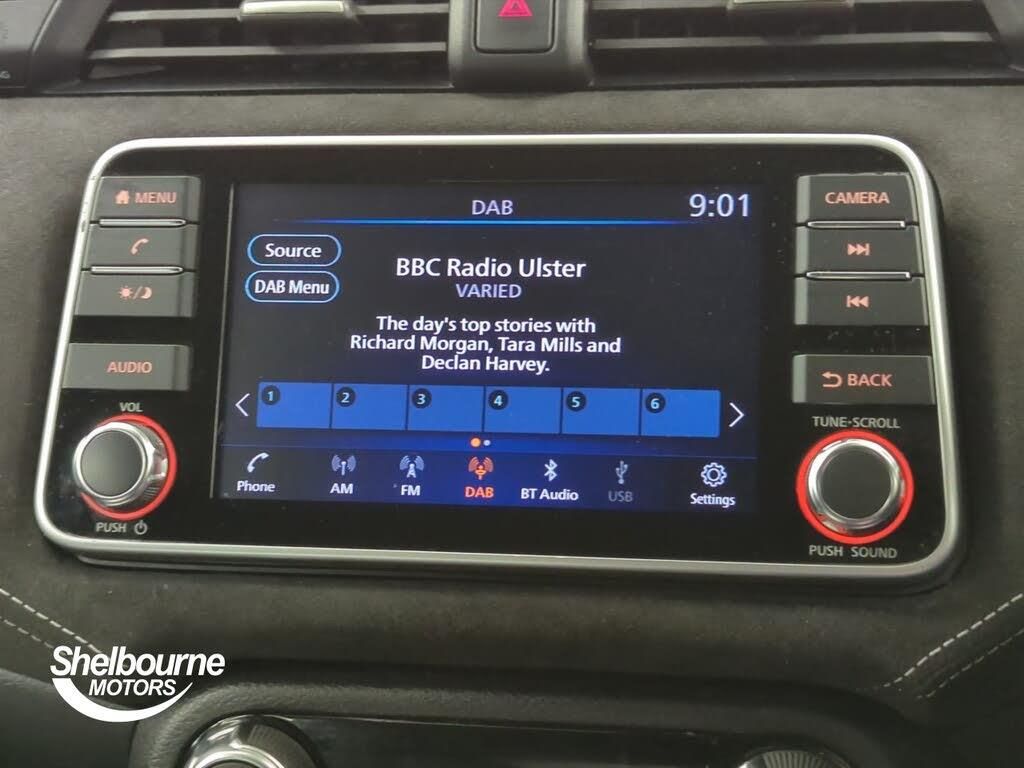 MENU
AUDIO
VOL
PUSH
DAB
9:01
Source
DAB Menu
BBC Radio Ulster
VARIED
The day's top stories with
Richard Morgan, Tara Mills and
Declan Harvey.
1 2 3 4 5 6
Phone AM FM DAB BT Audio USB Settings
CAMERA
BACK
TUNE·SCROLL
PUSH SOUND
Shelbourne
MOTORS